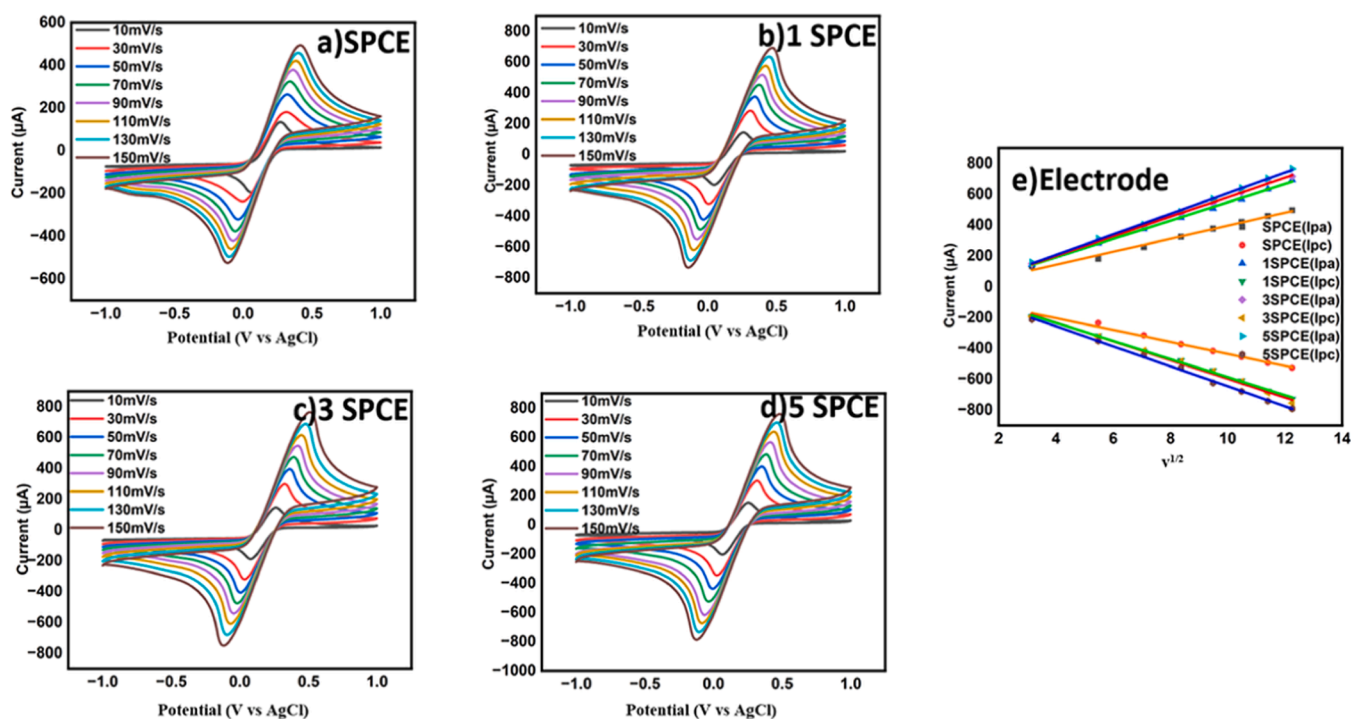 a)SPCE
10mV/s
30mV/s
50mV/s
70mV/s
90mV/s
110mV/s
130mV/s
150mV/s
600
400
200
0
−200
−400
−600
Current (µA)
−1.0 −0.5 0.0 0.5 1.0
Potential (V vs AgCl)
b)1 SPCE
10mV/s
30mV/s
50mV/s
70mV/s
90mV/s
110mV/s
130mV/s
150mV/s
800
600
400
200
0
−200
−400
−600
−800
Current (µA)
−1.0 −0.5 0.0 0.5 1.0
Potential (V vs AgCl)
c)3 SPCE
10mV/s
30mV/s
50mV/s
70mV/s
90mV/s
110mV/s
130mV/s
150mV/s
800
600
400
200
0
−200
−400
−600
−800
Current (µA)
−1.0 −0.5 0.0 0.5 1.0
Potential (V vs AgCl)
d)5 SPCE
10mV/s
30mV/s
50mV/s
70mV/s
90mV/s
110mV/s
130mV/s
150mV/s
800
600
400
200
0
−200
−400
−600
−800
−1000
Current (µA)
−1.0 −0.5 0.0 0.5 1.0
Potential (V vs AgCl)
e)Electrode
SPCE(Ipa)
SPCE(Ipc)
1SPCE(Ipa)
1SPCE(Ipc)
3SPCE(Ipa)
3SPCE(Ipc)
5SPCE(Ipa)
5SPCE(Ipc)
800
600
400
200
0
−200
−400
−600
−800
Current (µA)
2 4 6 8 10 12 14
v1/2